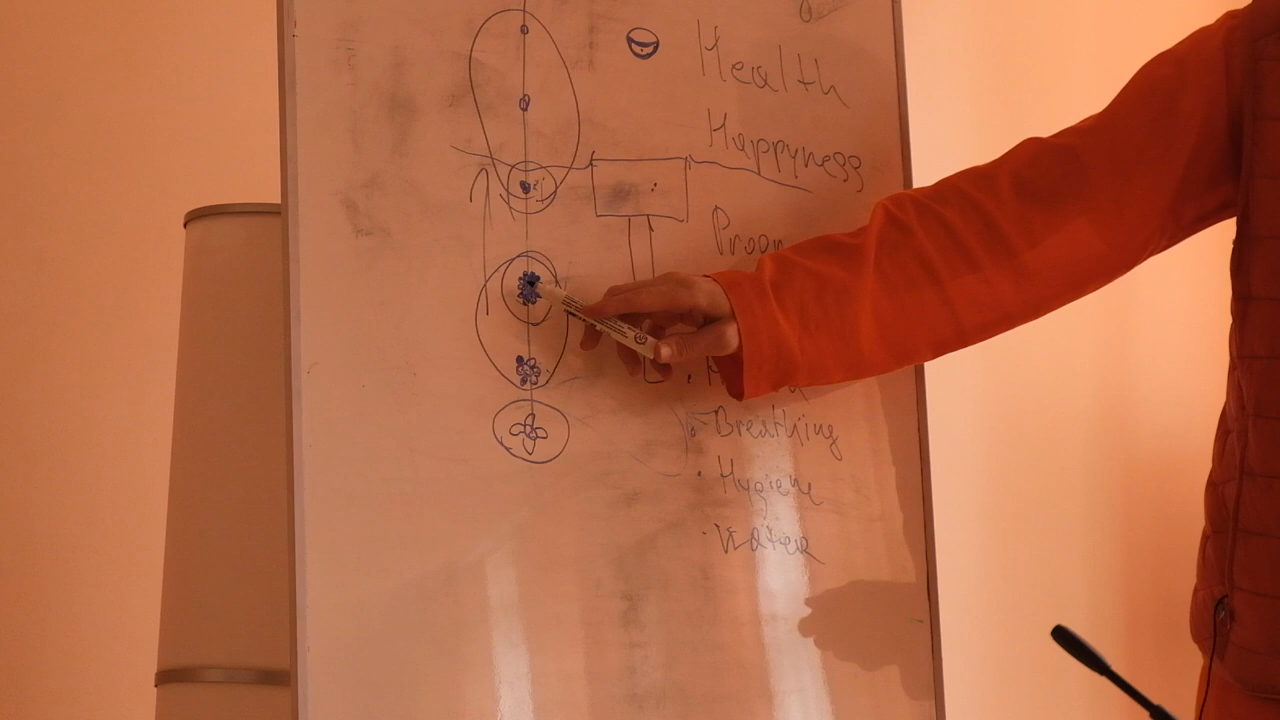 Health
Happyness
· Breathing
· Hygiene
· Water